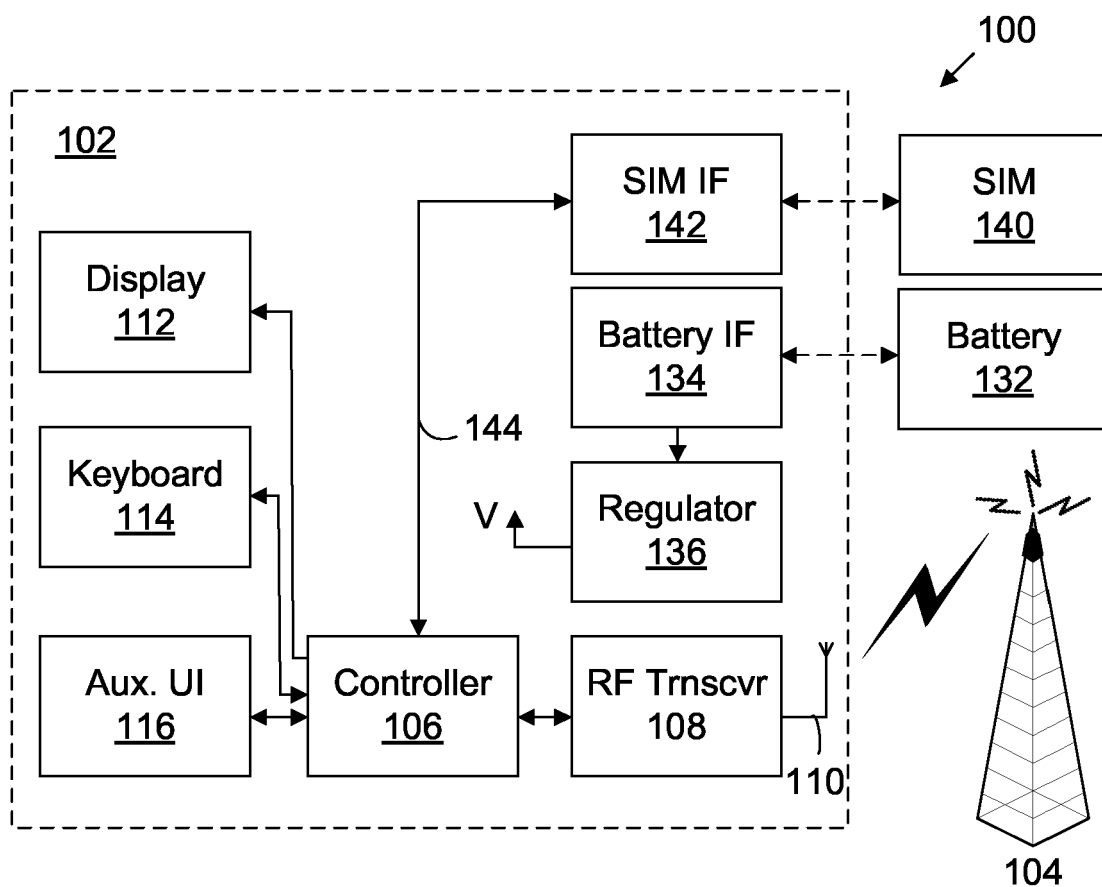 100
102
SIM IF
142
SIM
140
Display
112
Battery IF
134
Battery
132
144
Keyboard
114
V
Regulator
136
Aux. UI
116
Controller
106
RF Trnscvr
108
110
104